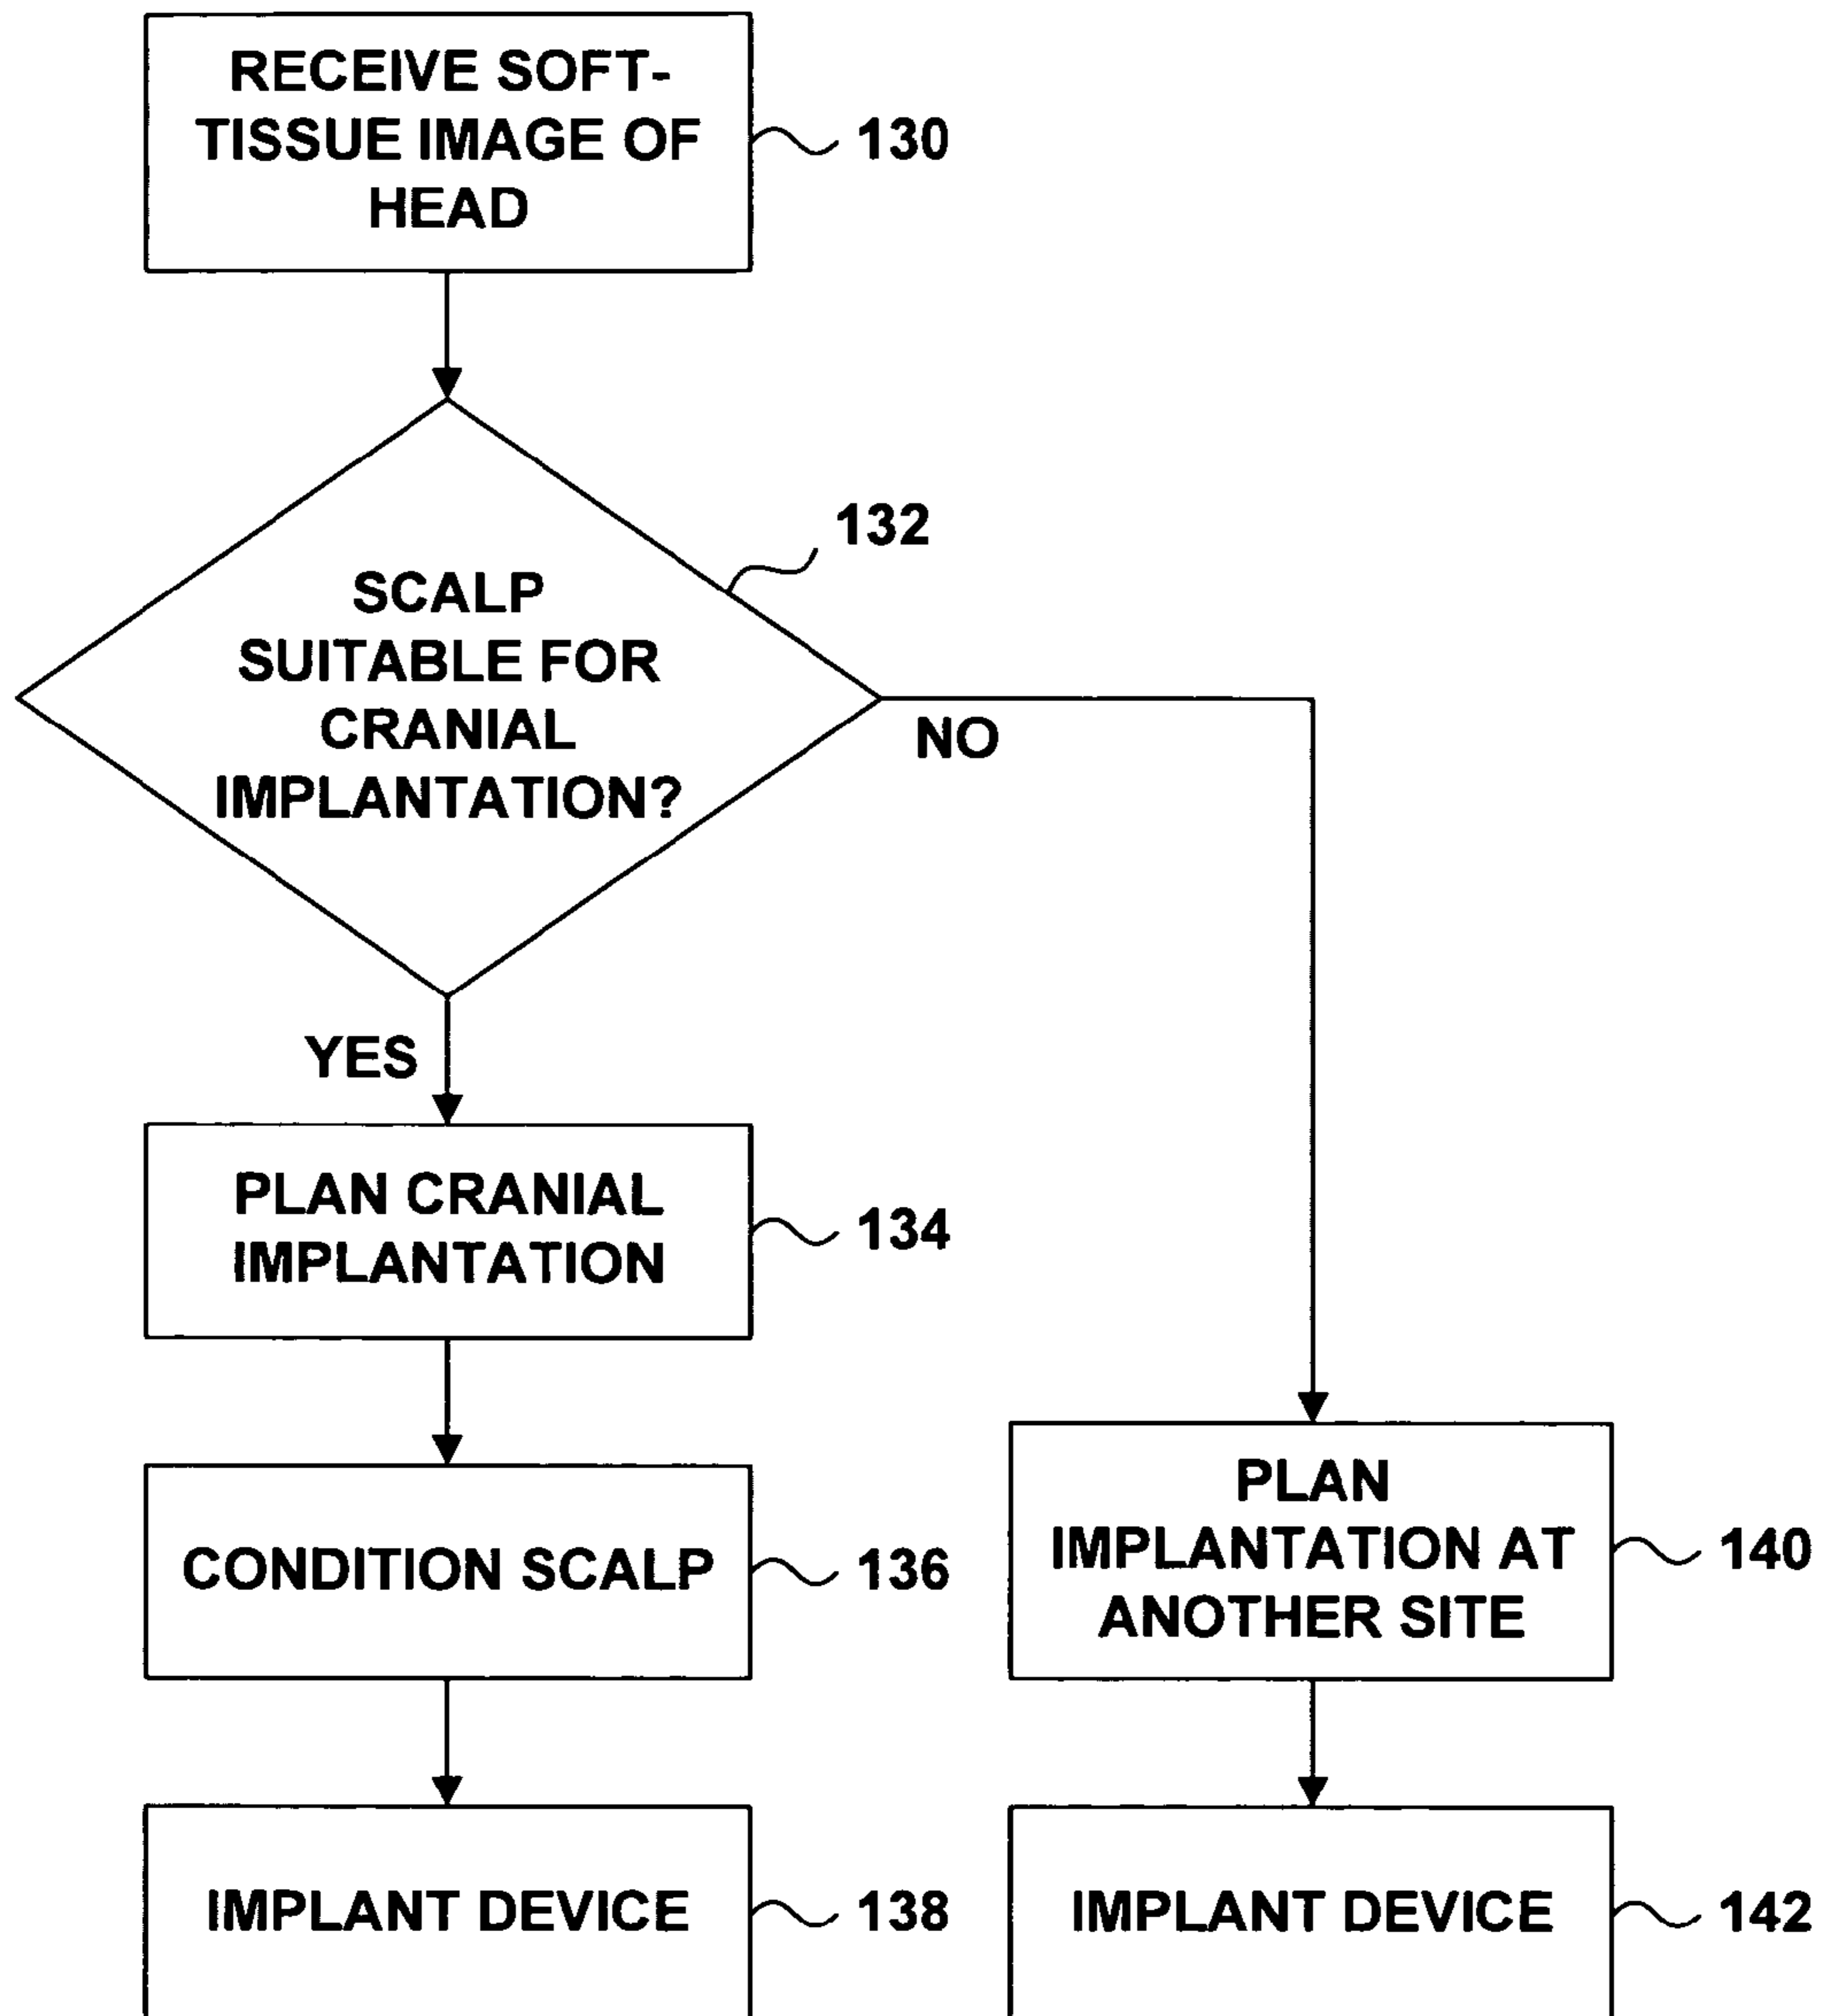 RECEIVE SOFT-
TISSUE IMAGE OF
HEAD
130
132
SCALP
SUITABLE FOR
CRANIAL
IMPLANTATION?
NO
YES
PLAN CRANIAL
IMPLANTATION
134
CONDITION SCALP
136
PLAN
IMPLANTATION AT
ANOTHER SITE
140
IMPLANT DEVICE
138
IMPLANT DEVICE
142